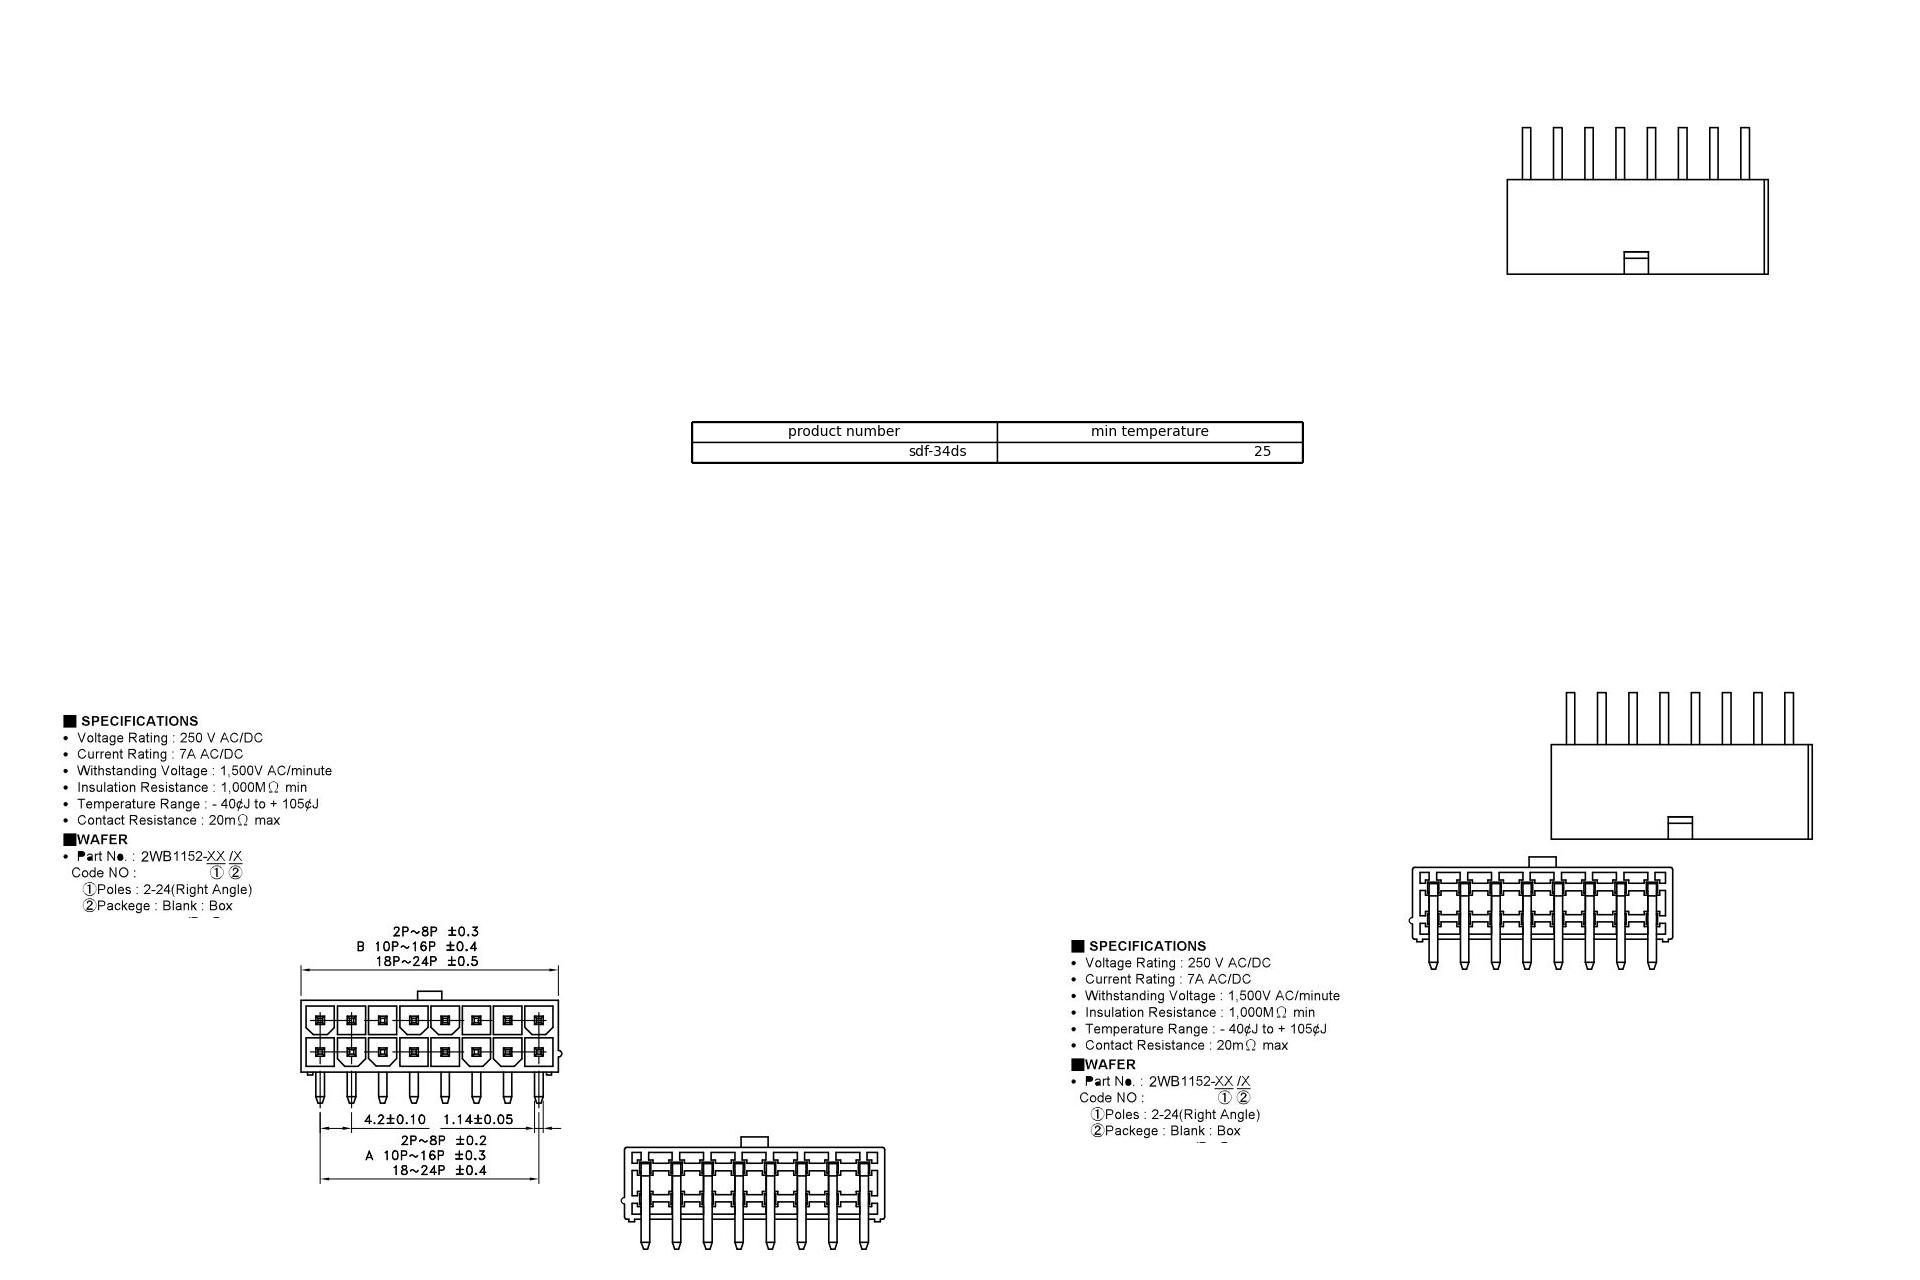 product number min temperature
sdf-34ds 25
■ SPECIFICATIONS
• Voltage Rating : 250 V AC/DC
• Current Rating : 7A AC/DC
• Withstanding Voltage : 1,500V AC/minute
• Insulation Resistance : 1,000MΩ min
• Temperature Range : - 40¢J to + 105¢J
• Contact Resistance : 20mΩ max
■WAFER
• Part No. : 2WB1152-XX /X
Code NO : ① ②
①Poles : 2-24(Right Angle)
②Packege : Blank : Box
2P~8P ±0.3
B 10P~16P ±0.4
18P~24P ±0.5
4.2±0.10 1.14±0.05
2P~8P ±0.2
A 10P~16P ±0.3
18~24P ±0.4
■ SPECIFICATIONS
• Voltage Rating : 250 V AC/DC
• Current Rating : 7A AC/DC
• Withstanding Voltage : 1,500V AC/minute
• Insulation Resistance : 1,000MΩ min
• Temperature Range : - 40¢J to + 105¢J
• Contact Resistance : 20mΩ max
■WAFER
• Part No. : 2WB1152-XX /X
Code NO : ① ②
①Poles : 2-24(Right Angle)
②Packege : Blank : Box